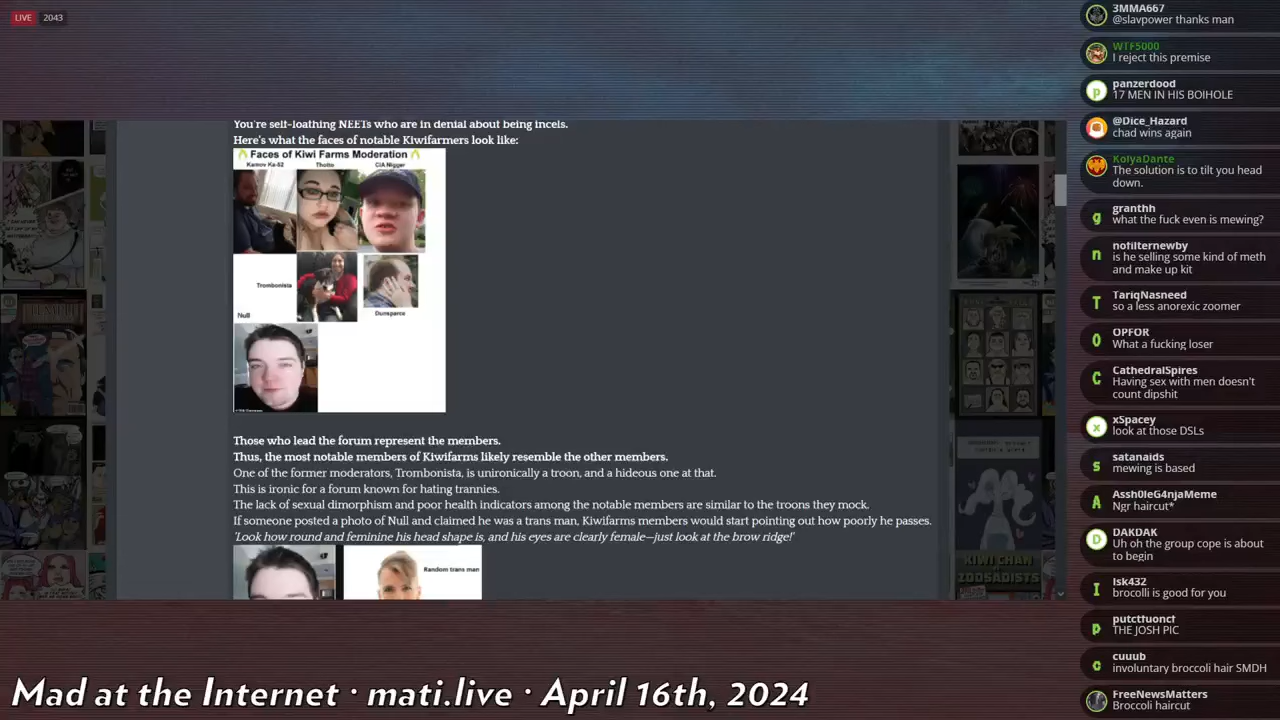 LIVE 2043
You're self-loathing NEETs who are in denial about being incels.
Here's what the faces of notable Kiwifarmers look like:
Faces of Kiwi Farms Moderation
Kamov Ka-52 Thotto CIA Nigger
Trombonista
Null
Dunsparce
Those who lead the forum represent the members.
Thus, the most notable members of Kiwifarms likely resemble the other members.
One of the former moderators, Trombonista, is unironically a troon, and a hideous one at that.
This is ironic for a forum known for hating trannies.
The lack of sexual dimorphism and poor health indicators among the notable members are similar to the troons they mock.
If someone posted a photo of Null and claimed he was a trans man, Kiwifarms members would start pointing out how poorly he passes.
'Look how round and feminine his head shape is, and his eyes are clearly female—just look at the brow ridge!'
Random trans man
KIWI CHAN
ZOOSADISTS
3MMA667
@slavpower thanks man
WTF5000
I reject this premise
panzerdood
17 MEN IN HIS BOIHOLE
@Dice_Hazard
chad wins again
KolyaDante
The solution is to tilt you head
down.
granthh
what the fuck even is mewing?
nofilternewby
is he selling some kind of meth
and make up kit
TariqNasneed
so a less anorexic zoomer
OPFOR
What a fucking loser
CathedralSpires
Having sex with men doesn't
count dipshit
xSpacey
look at those DSLs
satanaids
mewing is based
Assh0leG4njaMeme
Ngr haircut*
DAKDAK
Uh oh the group cope is about
to begin
lsk432
brocolli is good for you
putctfuonct
THE JOSH PIC
cuuub
involuntary broccoli hair SMDH
FreeNewsMatters
Broccoli haircut
Mad at the Internet · mati.live · April 16th, 2024